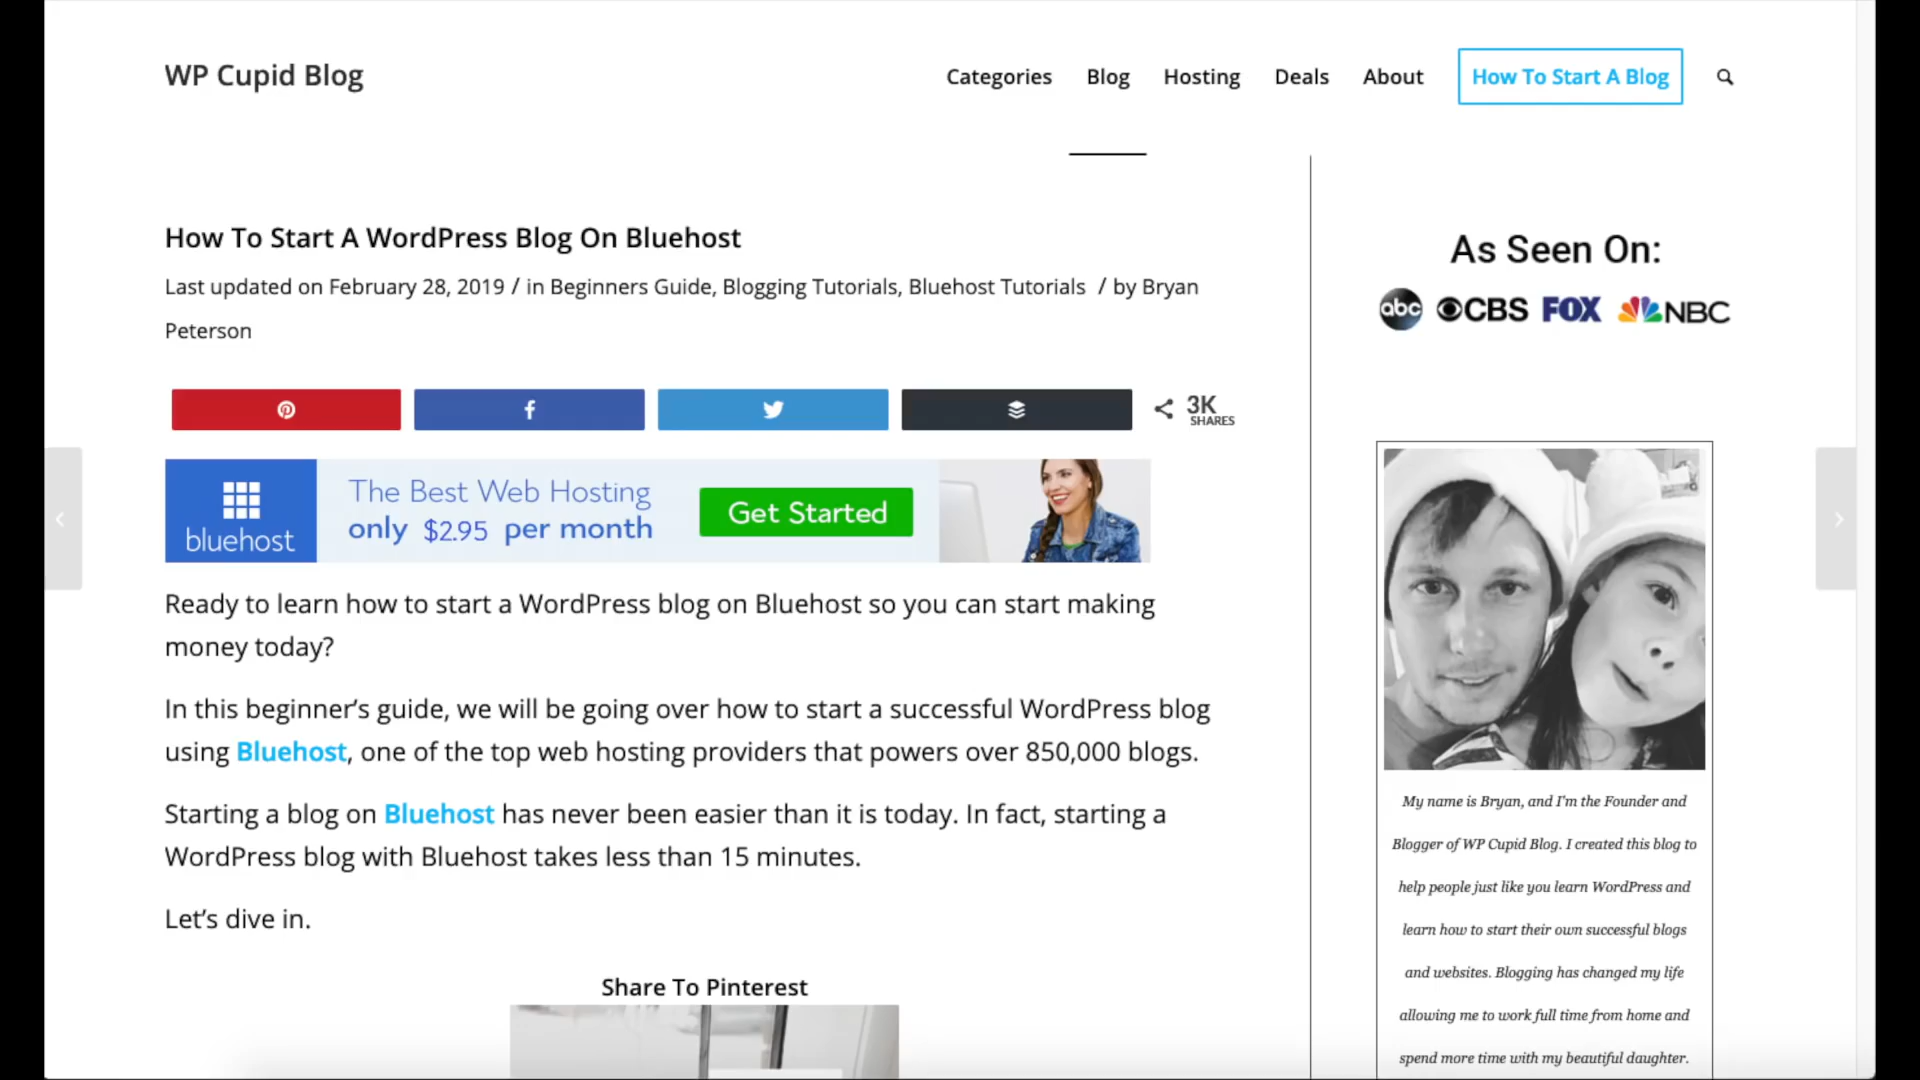 WP Cupid Blog
Categories Blog Hosting Deals About How To Start A Blog
How To Start A WordPress Blog On Bluehost
Last updated on February 28, 2019 / in Beginners Guide, Blogging Tutorials, Bluehost Tutorials / by Bryan
Peterson
3K
SHARES
bluehost
The Best Web Hosting
only $2.95 per month
Get Started
Ready to learn how to start a WordPress blog on Bluehost so you can start making
money today?
In this beginner’s guide, we will be going over how to start a successful WordPress blog
using Bluehost, one of the top web hosting providers that powers over 850,000 blogs.
Starting a blog on Bluehost has never been easier than it is today. In fact, starting a
WordPress blog with Bluehost takes less than 15 minutes.
Let’s dive in.
Share To Pinterest
As Seen On:
abc CBS FOX NBC
My name is Bryan, and I'm the Founder and
Blogger of WP Cupid Blog. I created this blog to
help people just like you learn WordPress and
learn how to start their own successful blogs
and websites. Blogging has changed my life
allowing me to work full time from home and
spend more time with my beautiful daughter.